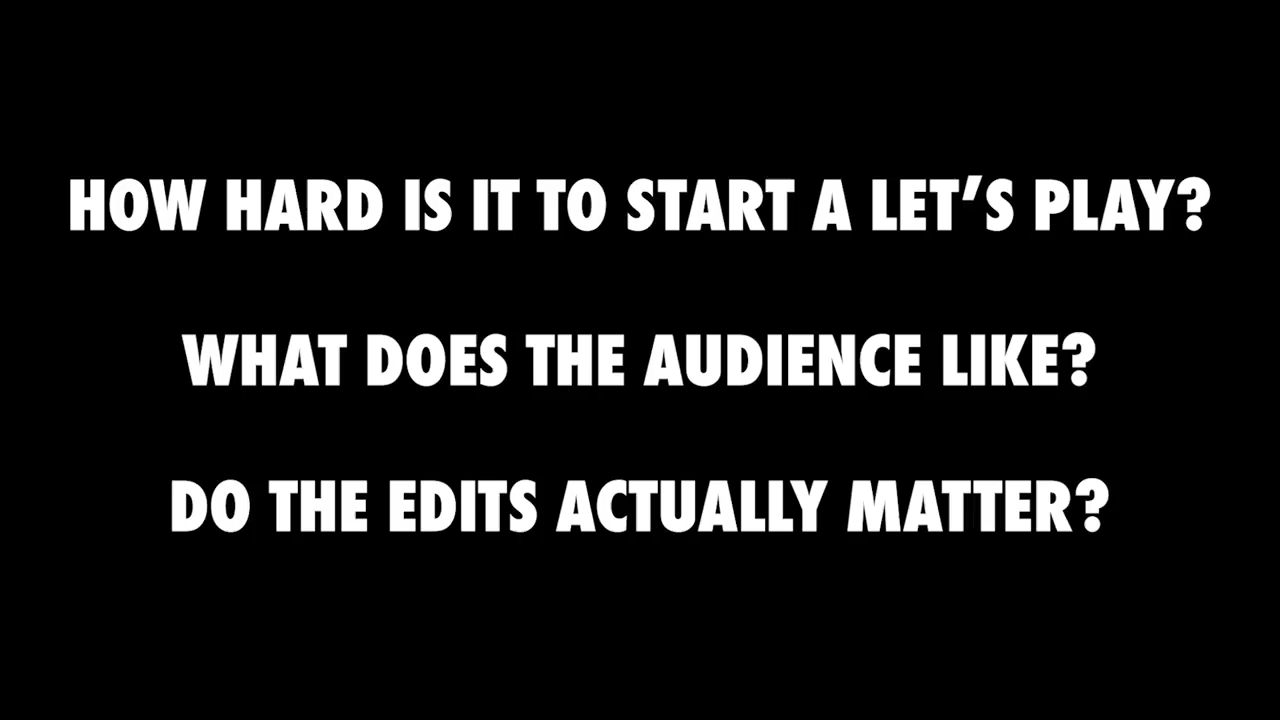 HOW HARD IS IT TO START A LET’S PLAY?
WHAT DOES THE AUDIENCE LIKE?
DO THE EDITS ACTUALLY MATTER?